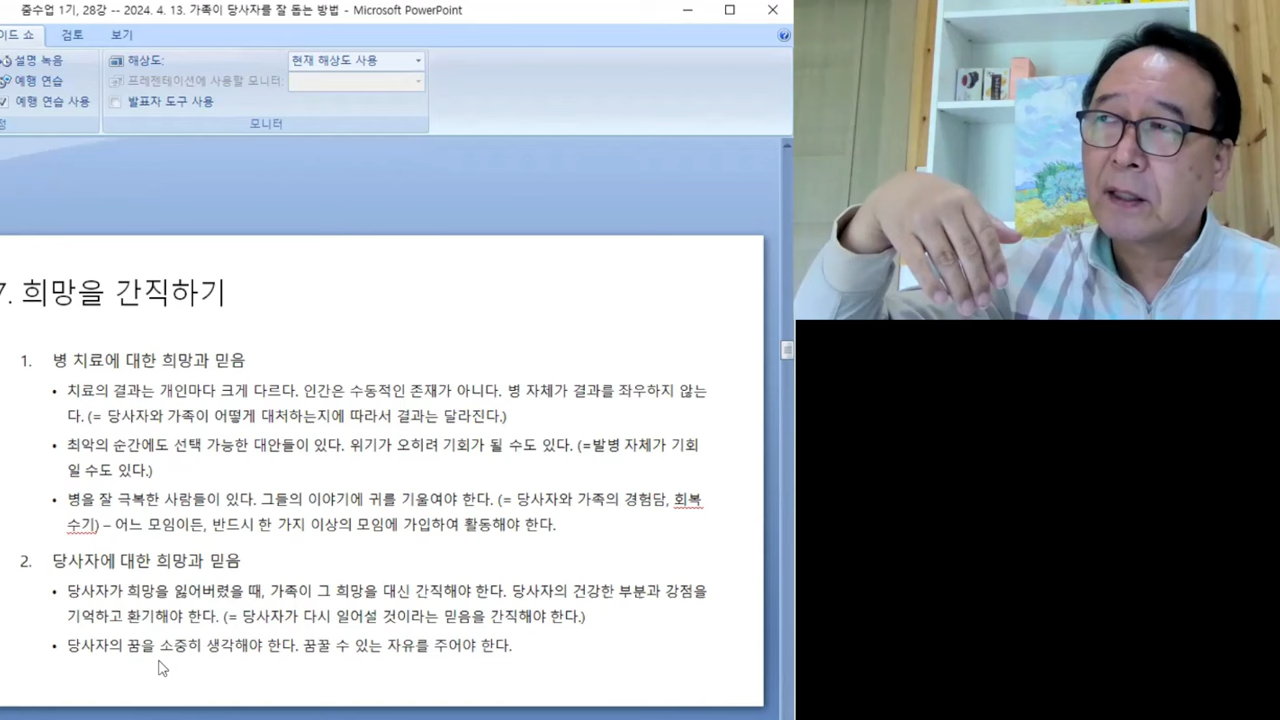 줌수업 1기, 28강 -- 2024. 4. 13. 가족이 당사자를 잘 돕는 방법 - Microsoft PowerPoint
이드 쇼 검토 보기
설명 녹음
해상도:
현재 해상도 사용
예행 연습
프레젠테이션에 사용할 모니터:
예행 연습 사용
발표자 도구 사용
정
모니터
7. 희망을 간직하기
1. 병 치료에 대한 희망과 믿음
• 치료의 결과는 개인마다 크게 다르다. 인간은 수동적인 존재가 아니다. 병 자체가 결과를 좌우하지 않는
다. (= 당사자와 가족이 어떻게 대처하는지에 따라서 결과는 달라진다.)
• 최악의 순간에도 선택 가능한 대안들이 있다. 위기가 오히려 기회가 될 수도 있다. (=발병 자체가 기회
일 수도 있다.)
• 병을 잘 극복한 사람들이 있다. 그들의 이야기에 귀를 기울여야 한다. (= 당사자와 가족의 경험담, 회복
수기) – 어느 모임이든, 반드시 한 가지 이상의 모임에 가입하여 활동해야 한다.
2. 당사자에 대한 희망과 믿음
• 당사자가 희망을 잃어버렸을 때, 가족이 그 희망을 대신 간직해야 한다. 당사자의 건강한 부분과 강점을
기억하고 환기해야 한다. (= 당사자가 다시 일어설 것이라는 믿음을 간직해야 한다.)
• 당사자의 꿈을 소중히 생각해야 한다. 꿈꿀 수 있는 자유를 주어야 한다.